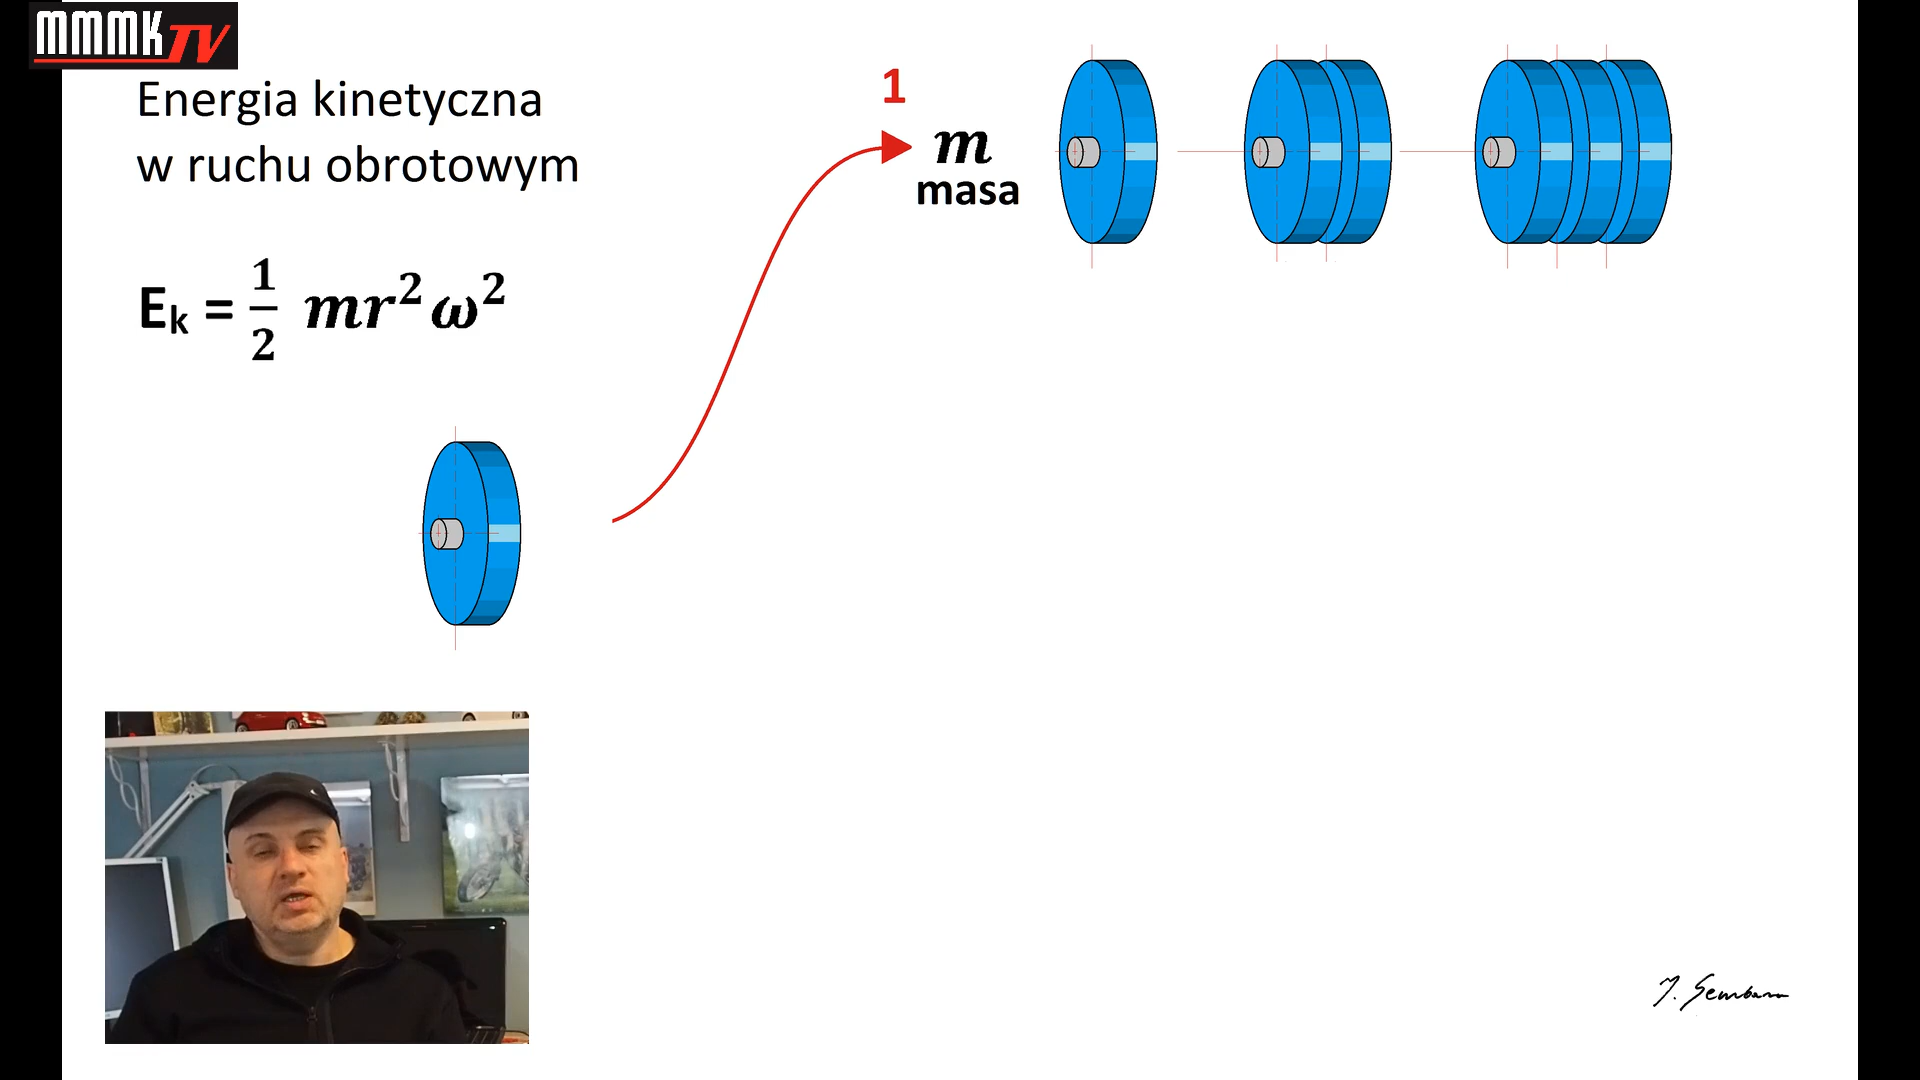 MMMK TV
Energia kinetyczna
w ruchu obrotowym
Eₖ = 1/2 mr²ω²
1
m
masa